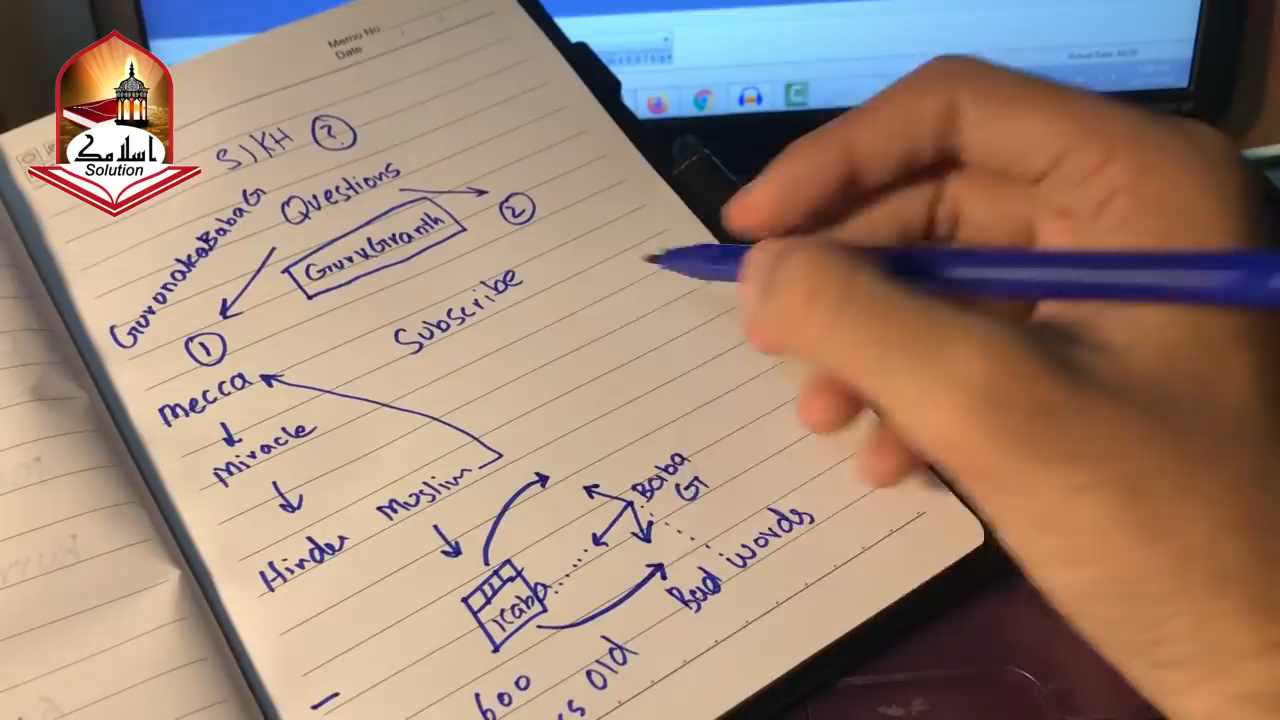 Memo No.
Date
اسلامک
Solution
SIKH ?
Questions
GuronakaBabaG
GuruGranth
2
Subscribe
1
Mecca
Miracle
Hindu Muslim
Baba
G
Kaba
Bad Words
600
Old